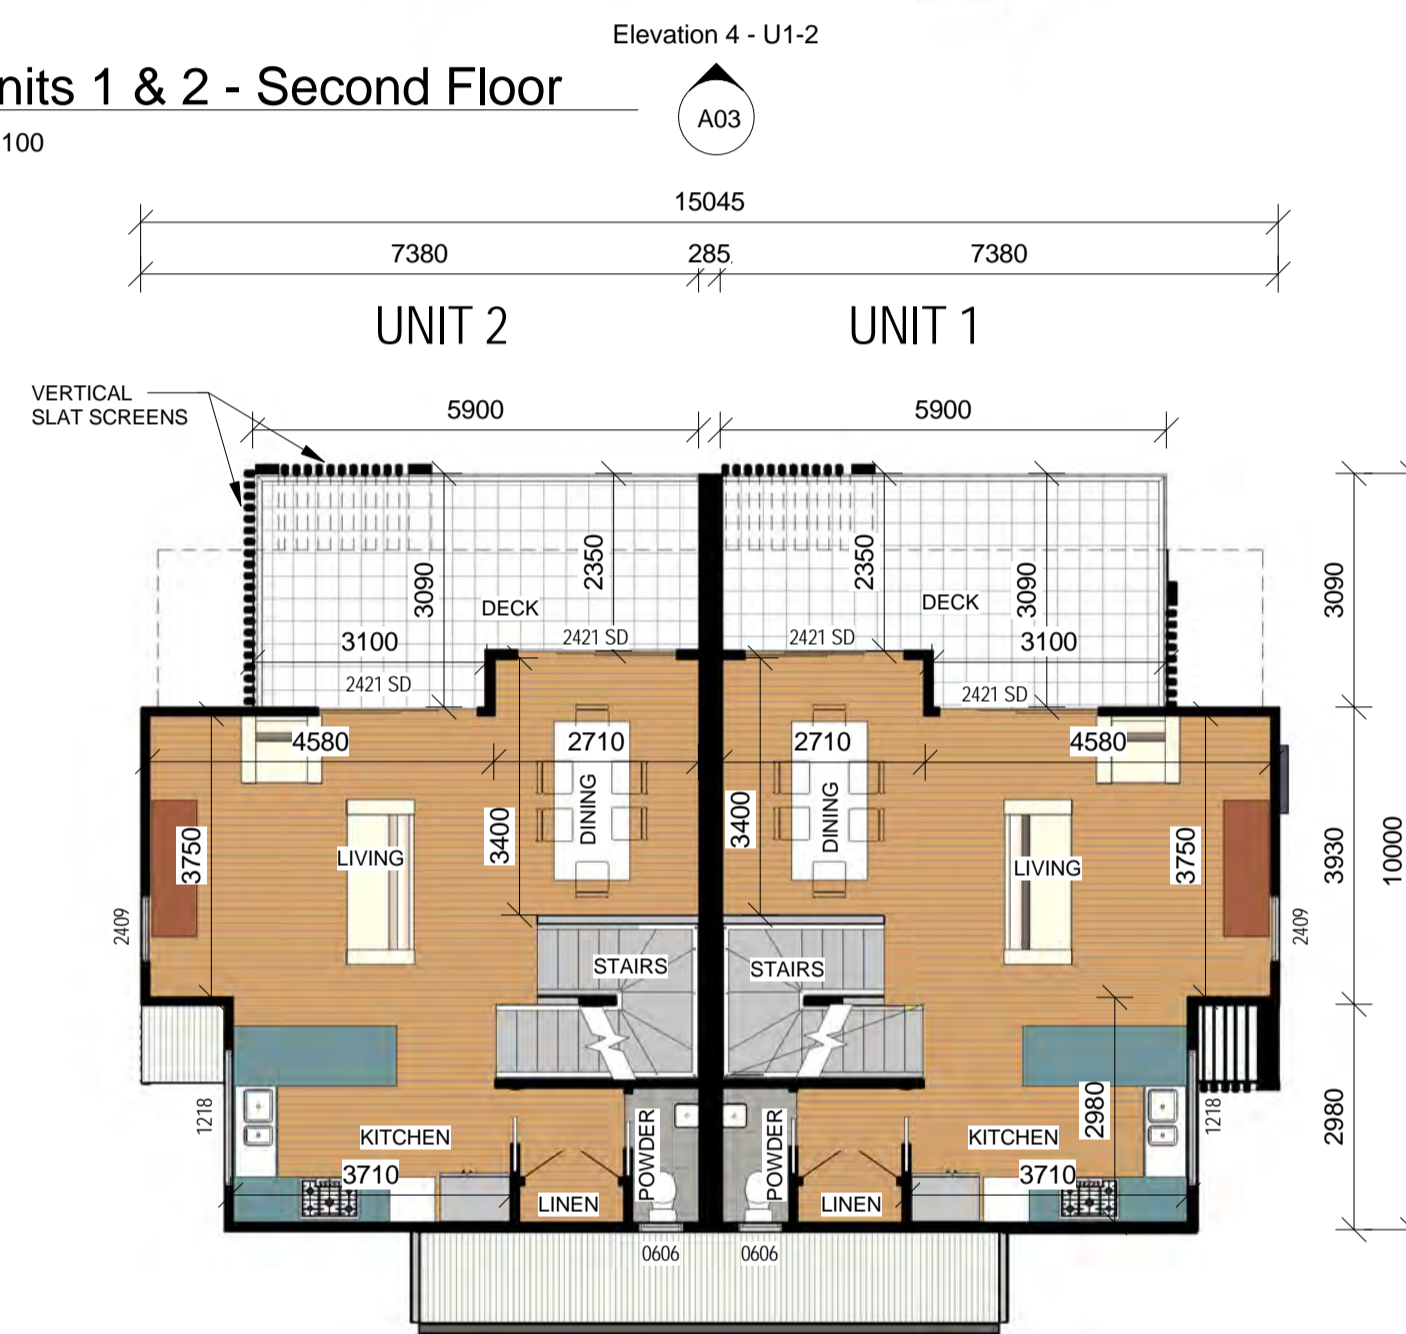 Elevation 4 - U1-2
nits 1 & 2 - Second Floor
A03
100
15045
7380 285 7380
UNIT 2 UNIT 1
VERTICAL
SLAT SCREENS
5900 5900
3090 2350 2350 3090 3090
DECK DECK
3100 2421 SD 2421 SD 3100
2421 SD 2421 SD
4580 2710 2710 4580
3750 LIVING 3400 DINING 3400 DINING LIVING 3750 3930 10000
2409 2409
STAIRS STAIRS
1218 2980 1218 2980
KITCHEN POWDER POWDER KITCHEN
3710 3710
LINEN LINEN
0606 0606